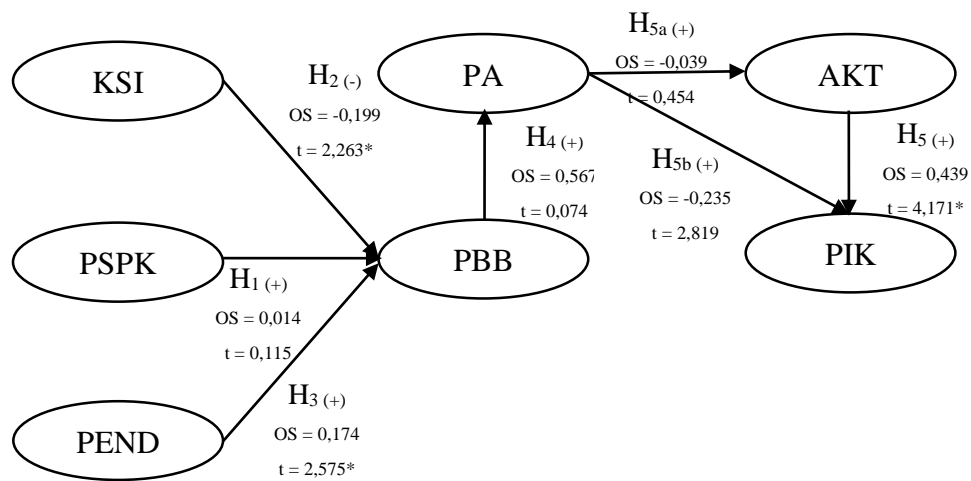 KSI
H2 (-)
OS = -0,199
t = 2,263*
PA
H5a (+)
OS = -0,039
t = 0,454
AKT
H4 (+)
OS = 0,567
t = 0,074
H5b (+)
OS = -0,235
t = 2,819
H5 (+)
OS = 0,439
t = 4,171*
PSPK
H1 (+)
OS = 0,014
t = 0,115
PBB
PIK
PEND
H3 (+)
OS = 0,174
t = 2,575*